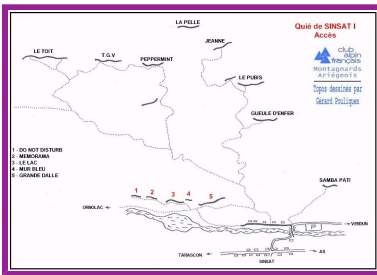 LA PELLE
Quié de SINSAT I
Accès
club
alpin
français
Montagnards
Ariégeois
Topos dessinés par
Gérard Pouliquen
JEANNE
LE TOIT
T.G.V
PEPPERMINT
LE PUBIS
GUEULE D'ENFER
1 - DO NOT DISTURB
2 - MEMORAMA
3 - LE LAC
4 - MUR BLEU
5 - GRANDE DALLE
SAMBA PATI
1 2 3 4 5
ORNOLAC
P
VERDUN
TARASCON
AX
SINSAT